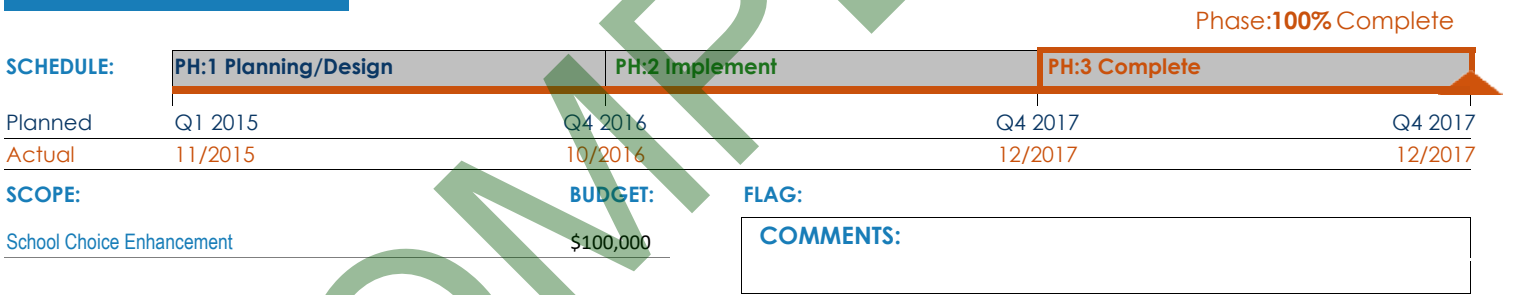 Phase:100% Complete
SCHEDULE: PH:1 Planning/Design PH:2 Implement PH:3 Complete
Planned Q1 2015 Q4 2016 Q4 2017 Q4 2017
Actual 11/2015 10/2016 12/2017 12/2017
SCOPE: BUDGET: FLAG:
School Choice Enhancement $100,000 COMMENTS: